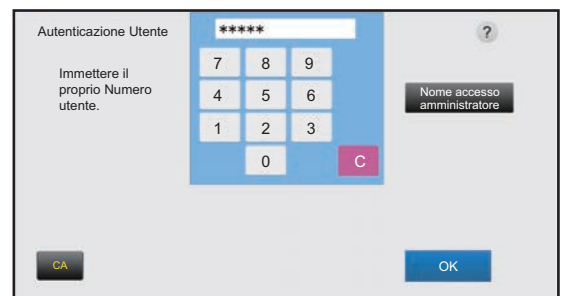 Autenticazione Utente
*****
?
Immettere il
proprio Numero
utente.
7 8 9
4 5 6
1 2 3
0 C
Nome accesso
amministratore
CA
OK